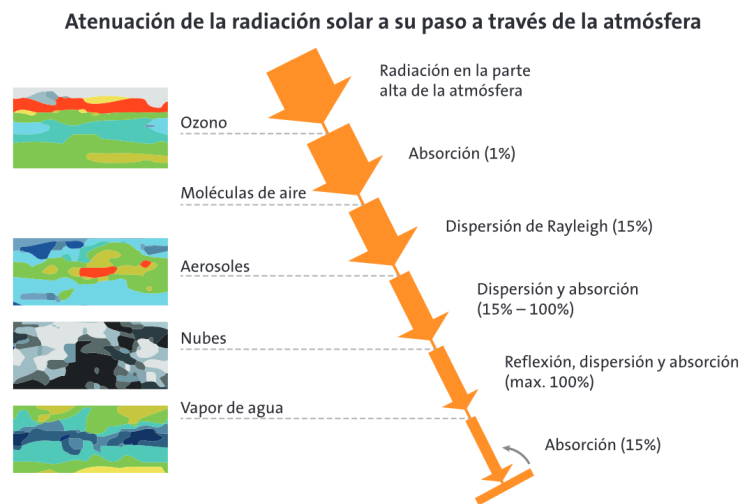 Atenuación de la radiación solar a su paso a través de la atmósfera
Radiación en la parte
alta de la atmósfera
Ozono
Absorción (1%)
Moléculas de aire
Dispersión de Rayleigh (15%)
Aerosoles
Dispersión y absorción
(15% – 100%)
Nubes
Reflexión, dispersión y absorción
(max. 100%)
Vapor de agua
Absorción (15%)